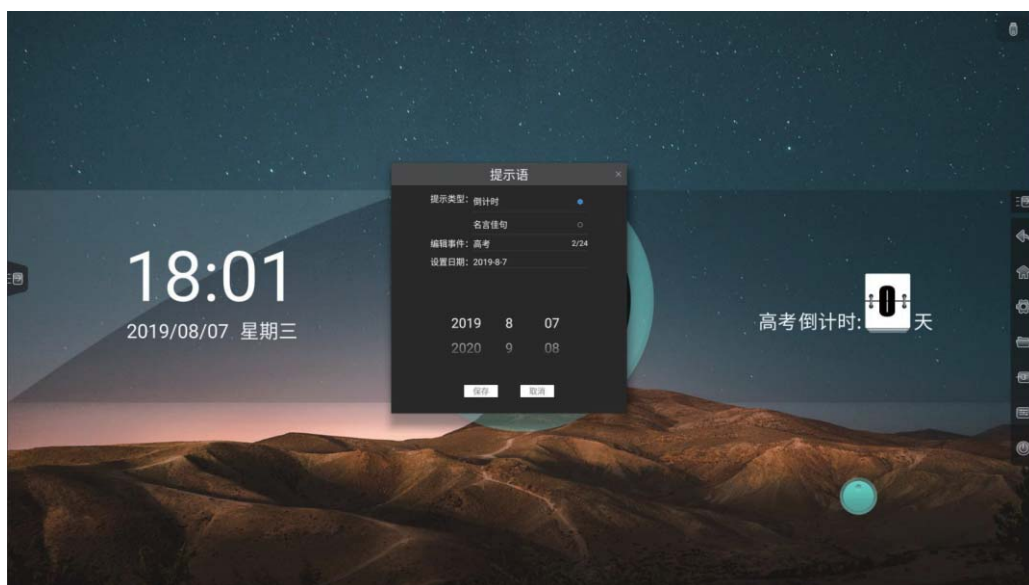 提示语 ×
提示类型: 倒计时
名言佳句
编辑事件: 高考 2/24
设置日期: 2019-8-7
18:01
2019/08/07 星期三
高考倒计时: 0 天
2019 8 07
2020 9 08
保存 取消